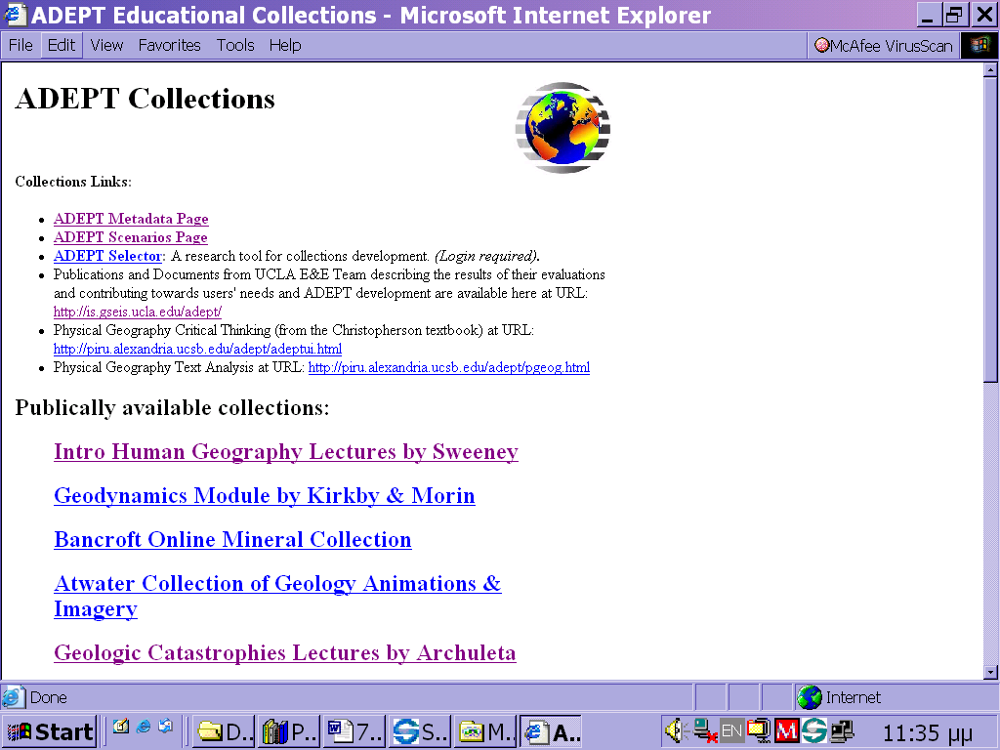 ADEPT Educational Collections - Microsoft Internet Explorer
File Edit View Favorites Tools Help McAfee VirusScan
ADEPT Collections
Collections Links:
ADEPT Metadata Page
ADEPT Scenarios Page
ADEPT Selector: A research tool for collections development. (Login required).
Publications and Documents from UCLA E&E Team describing the results of their evaluations
and contributing towards users' needs and ADEPT development are available here at URL:
http://is.gseis.ucla.edu/adept/
Physical Geography Critical Thinking (from the Christopherson textbook) at URL:
http://piru.alexandria.ucsb.edu/adept/adeptui.html
Physical Geography Text Analysis at URL: http://piru.alexandria.ucsb.edu/adept/pgeog.html
Publically available collections:
Intro Human Geography Lectures by Sweeney
Geodynamics Module by Kirkby & Morin
Bancroft Online Mineral Collection
Atwater Collection of Geology Animations &
Imagery
Geologic Catastrophies Lectures by Archuleta
Done Internet
Start D.. P.. 7.. S.. M.. A.. EN 11:35 μμ